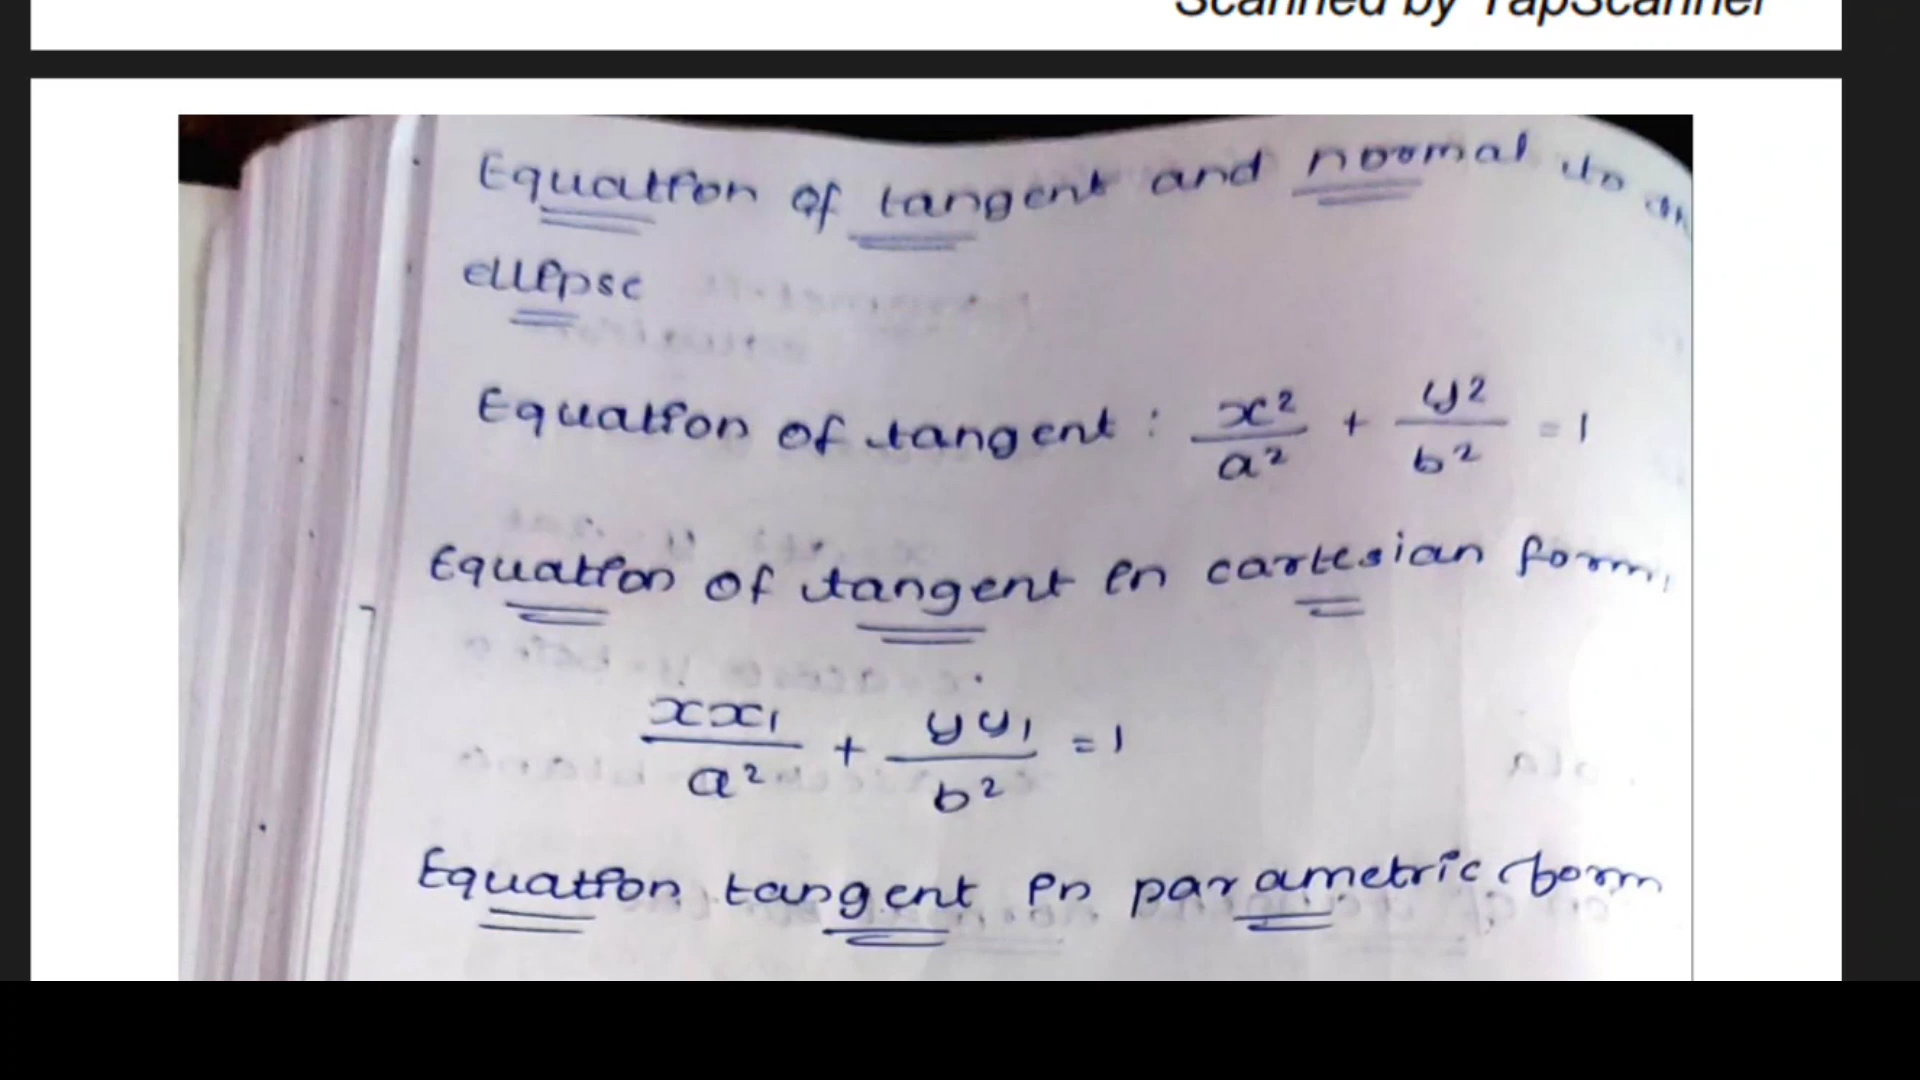 Scanned by TapScanner
Equation of tangent and normal to an
ellipse
Equation of tangent : x²/a² + y²/b² = 1
Equation of tangent in cartesian form,
xx₁/a² + yy₁/b² = 1
Equation tangent in parametric form